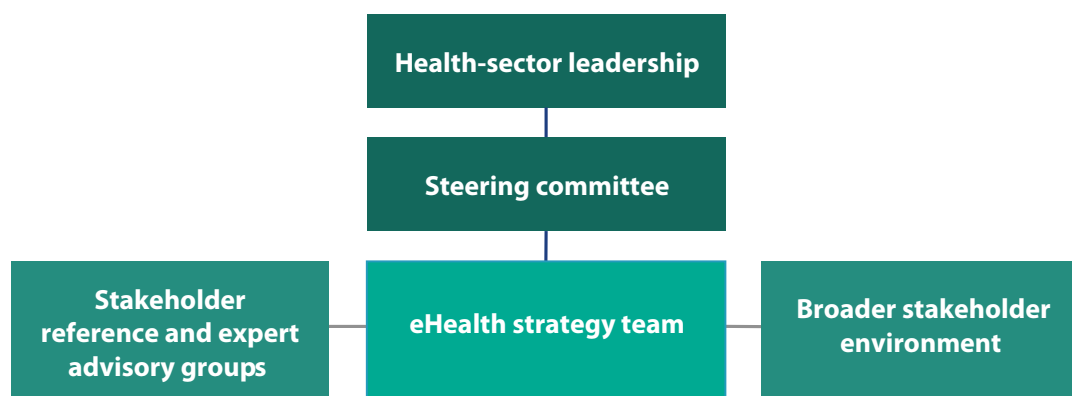 Health-sector leadership
Steering committee
Stakeholder
reference and expert
advisory groups
eHealth strategy team
Broader stakeholder
environment